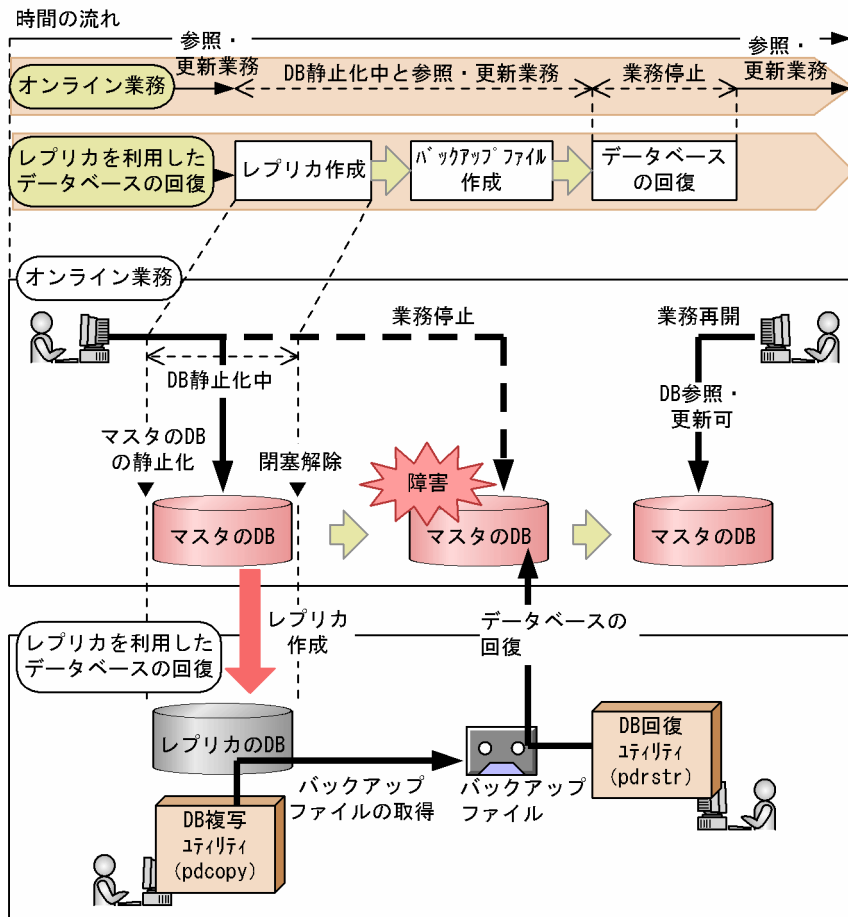 時間の流れ
参照・
更新業務
DB静止化中と参照・更新業務
業務停止
参照・
更新業務
オンライン業務
レプリカを利用した
データベースの回復
レプリカ作成
ﾊﾞｯｸｱｯﾌﾟﾌｧｲﾙ
作成
データベース
の回復
オンライン業務
業務停止
業務再開
DB静止化中
DB参照・
更新可
マスタのDB
の静止化
閉塞解除
障害
マスタのDB
マスタのDB
マスタのDB
レプリカを利用した
データベースの回復
レプリカ
作成
データベースの
回復
レプリカのDB
DB回復
ﾕﾃｨﾘﾃｨ
(pdrstr)
バックアップ
ファイルの取得
バックアップ
ファイル
DB複写
ﾕﾃｨﾘﾃｨ
(pdcopy)